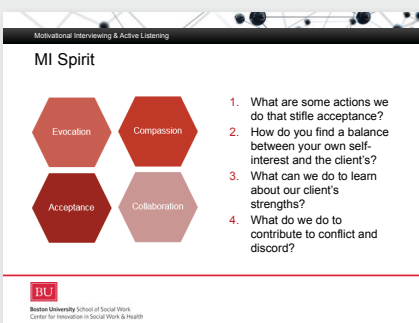 Motivational Interviewing & Active Listening
MI Spirit
Evocation
Compassion
Acceptance
Collaboration
1. What are some actions we
do that stifle acceptance?
2. How do you find a balance
between your own self-
interest and the client's?
3. What can we do to learn
about our client's
strengths?
4. What do we do to
contribute to conflict and
discord?
BU
Boston University School of Social Work
Center for Innovation in Social Work & Health